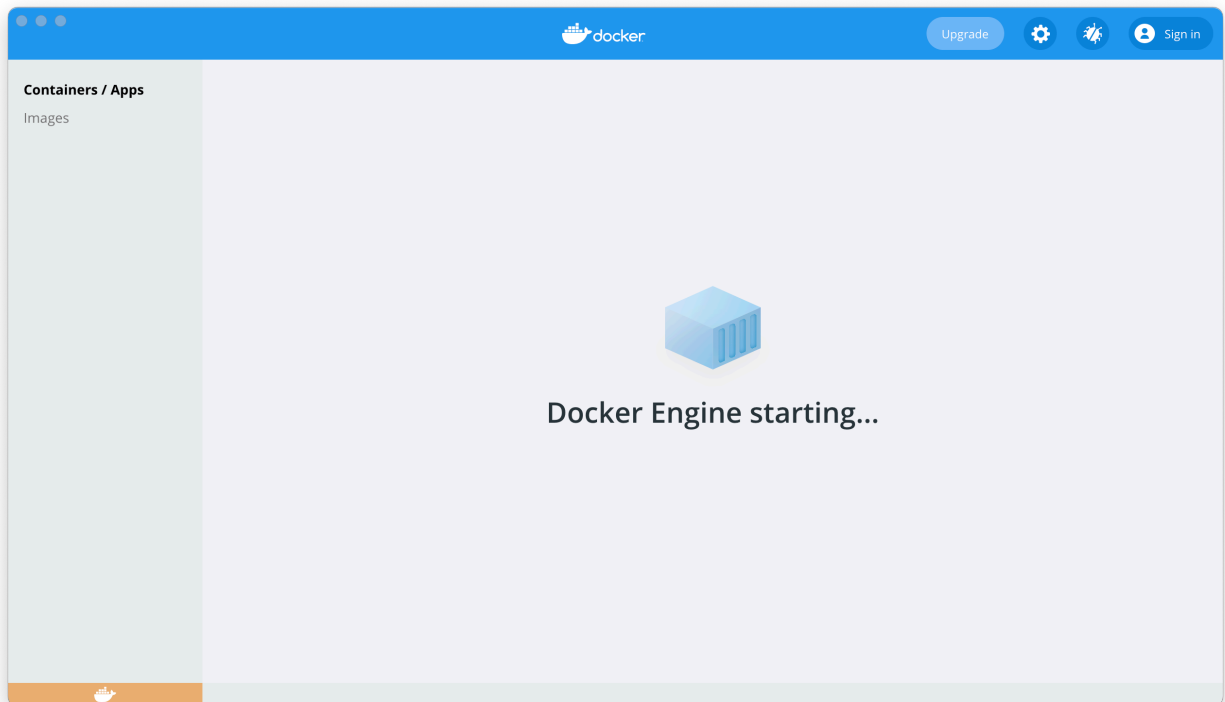 docker
Upgrade
Sign in
Containers / Apps
Images
Docker Engine starting...